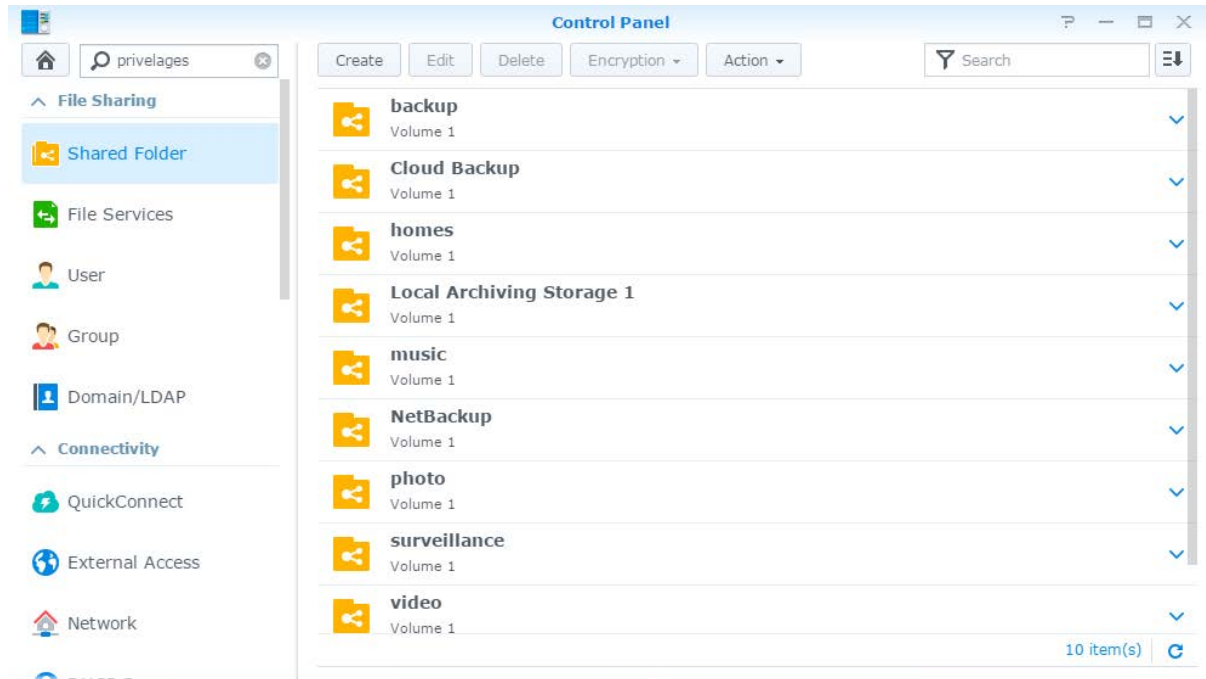 Control Panel
privelages
File Sharing
Shared Folder
File Services
User
Group
Domain/LDAP
Connectivity
QuickConnect
External Access
Network
Create Edit Delete Encryption Action Search
backup
Volume 1
Cloud Backup
Volume 1
homes
Volume 1
Local Archiving Storage 1
Volume 1
music
Volume 1
NetBackup
Volume 1
photo
Volume 1
surveillance
Volume 1
video
Volume 1
10 item(s)